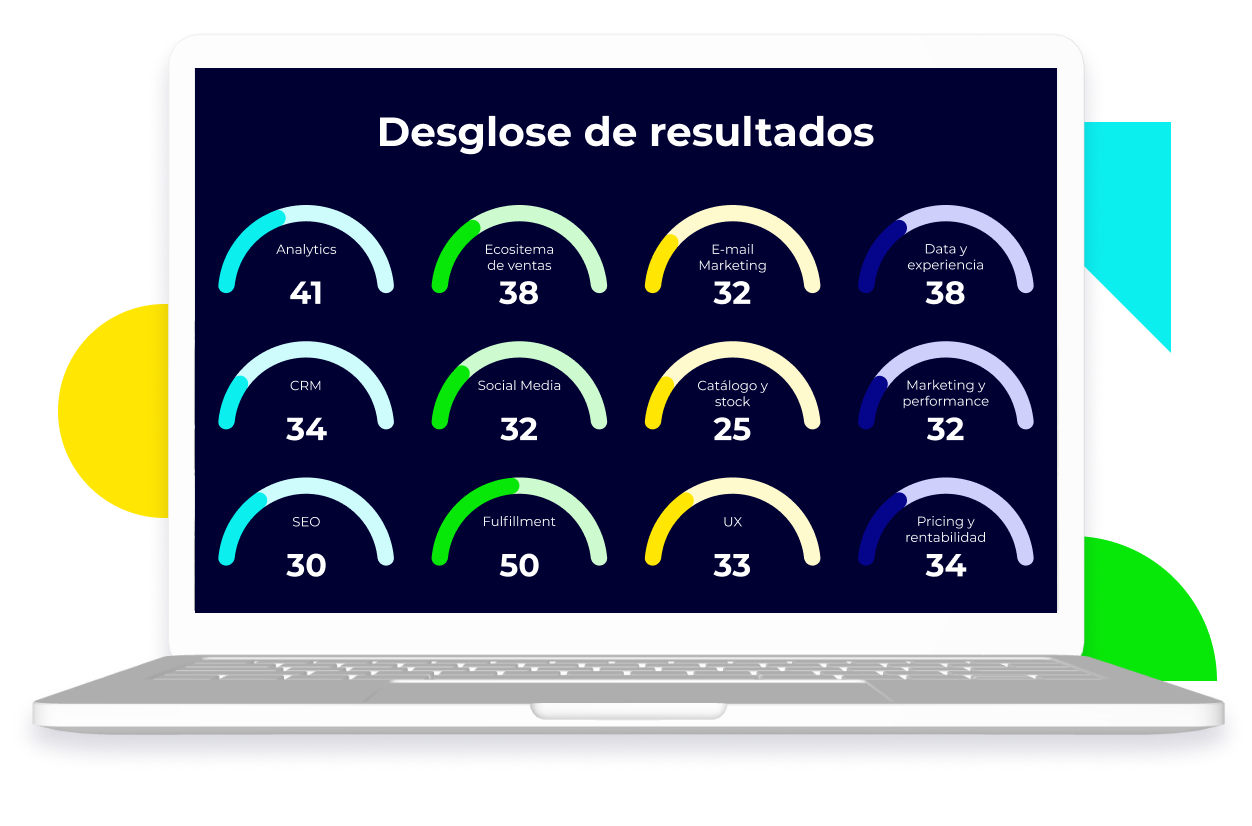 Desglose de resultados
Analytics
41
Ecositema
de ventas
38
E-mail
Marketing
32
Data y
experiencia
38
CRM
34
Social Media
32
Catálogo y
stock
25
Marketing y
performance
32
SEO
30
Fulfillment
50
UX
33
Pricing y
rentabilidad
34